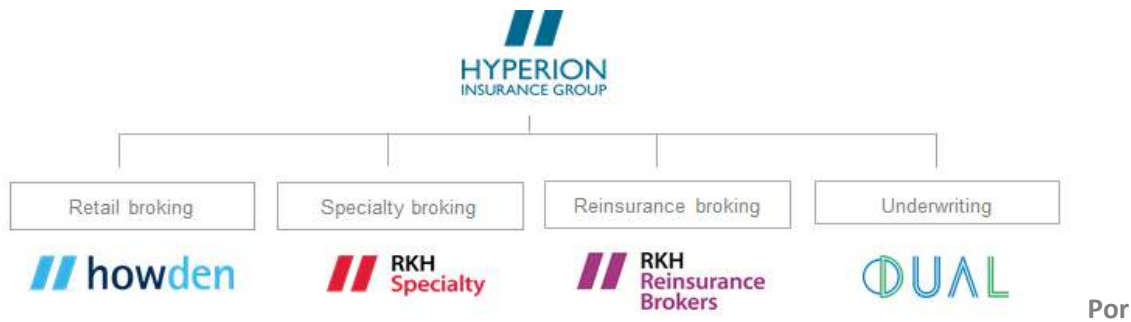 HYPERION
INSURANCE GROUP
Retail broking
Specialty broking
Reinsurance broking
Underwriting
howden
RKH
Specialty
RKH
Reinsurance
Brokers
DUAL
Por